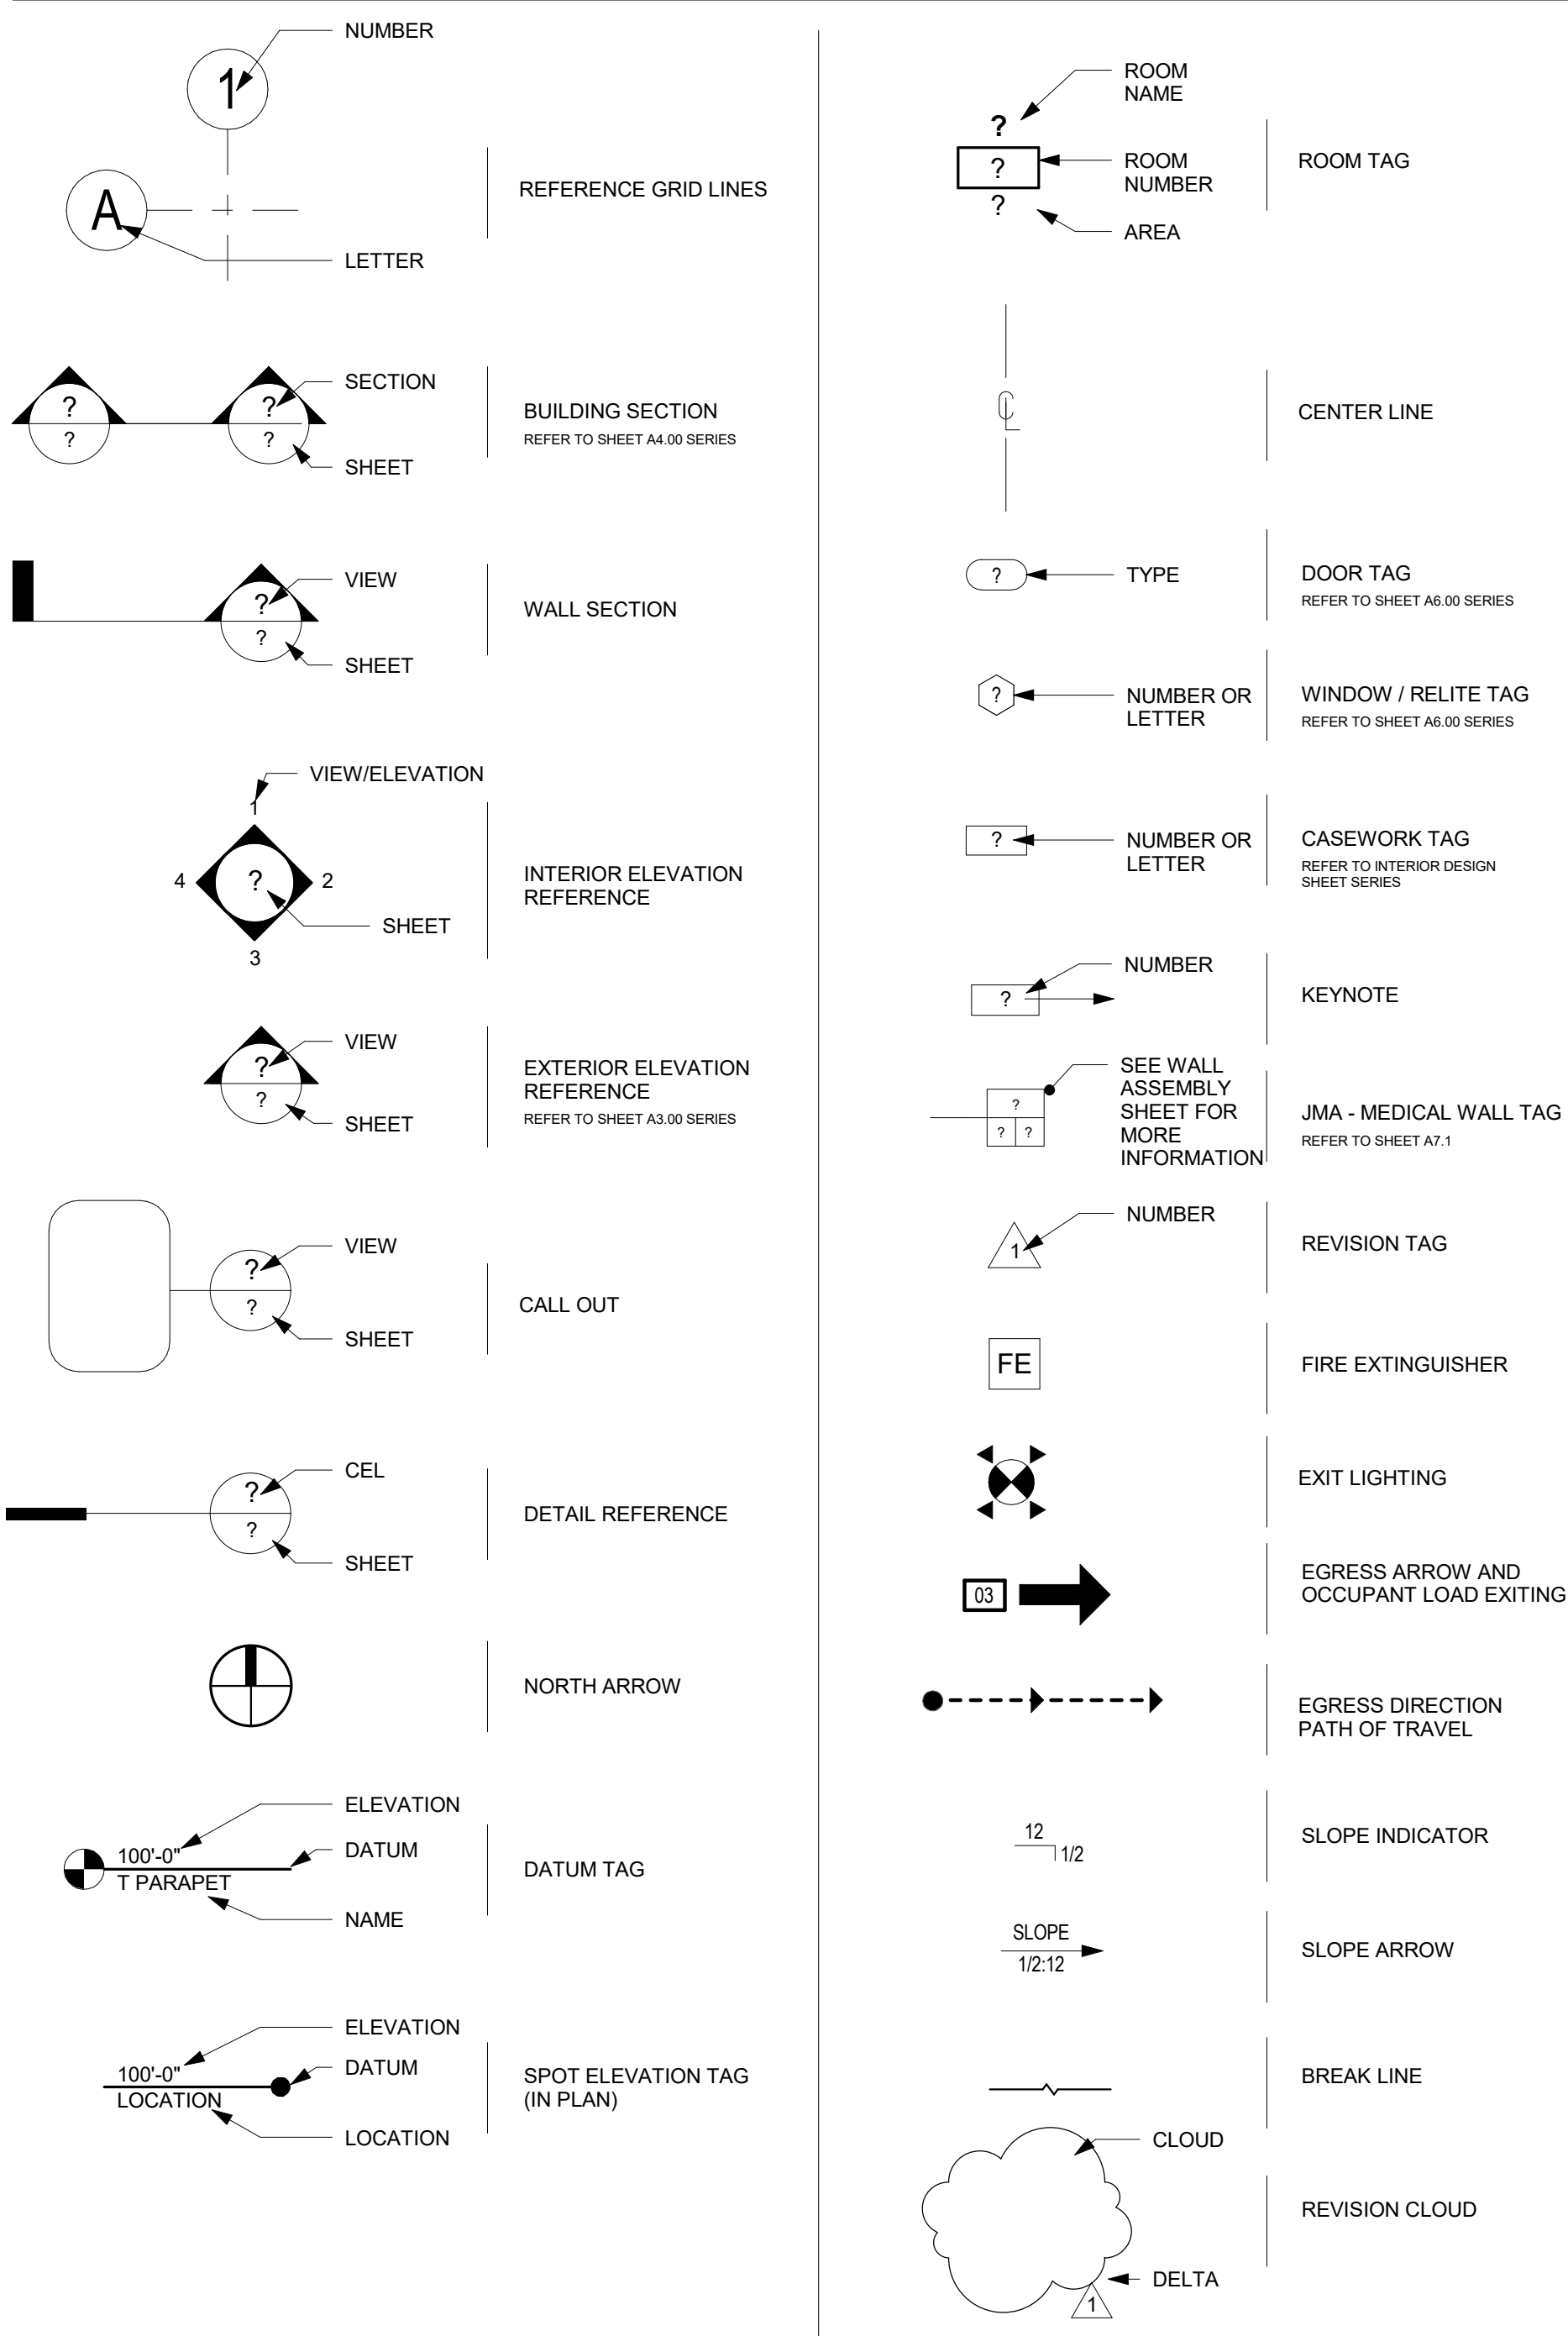 NUMBER
1
A
LETTER
REFERENCE GRID LINES
SECTION
?
?
?
?
SHEET
BUILDING SECTION
REFER TO SHEET A4.00 SERIES
VIEW
?
?
SHEET
WALL SECTION
VIEW/ELEVATION
1
4
?
2
SHEET
3
INTERIOR ELEVATION
REFERENCE
VIEW
?
?
SHEET
EXTERIOR ELEVATION
REFERENCE
REFER TO SHEET A3.00 SERIES
VIEW
?
?
SHEET
CALL OUT
CEL
?
?
SHEET
DETAIL REFERENCE
NORTH ARROW
ELEVATION
100'-0"
DATUM
T PARAPET
NAME
DATUM TAG
ELEVATION
100'-0"
DATUM
LOCATION
LOCATION
SPOT ELEVATION TAG
(IN PLAN)
ROOM
NAME
?
?
ROOM
NUMBER
?
AREA
ROOM TAG
CL
CENTER LINE
?
TYPE
DOOR TAG
REFER TO SHEET A6.00 SERIES
?
NUMBER OR
LETTER
WINDOW / RELITE TAG
REFER TO SHEET A6.00 SERIES
?
NUMBER OR
LETTER
CASEWORK TAG
REFER TO INTERIOR DESIGN
SHEET SERIES
NUMBER
?
KEYNOTE
SEE WALL
ASSEMBLY
SHEET FOR
MORE
INFORMATION
?
? ?
JMA - MEDICAL WALL TAG
REFER TO SHEET A7.1
NUMBER
1
REVISION TAG
FE
FIRE EXTINGUISHER
EXIT LIGHTING
03
EGRESS ARROW AND
OCCUPANT LOAD EXITING
EGRESS DIRECTION
PATH OF TRAVEL
12
1/2
SLOPE INDICATOR
SLOPE
1/2:12
SLOPE ARROW
BREAK LINE
CLOUD
REVISION CLOUD
DELTA
1